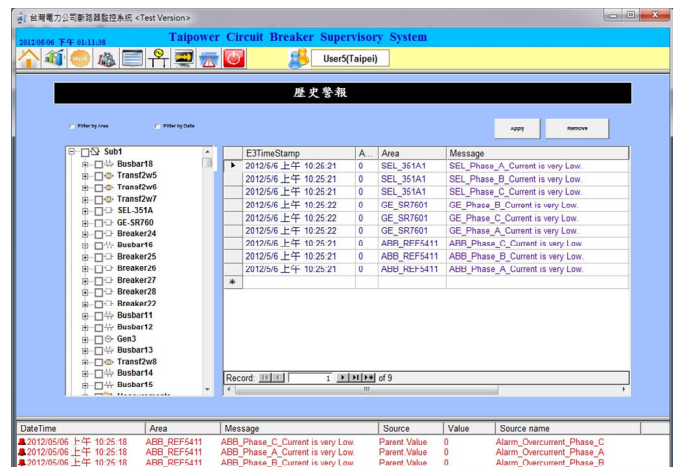 台灣電力公司斷路器監控系統 <Test Version>
2012/05/06 下午 01:11:38
Taipower Circuit Breaker Supervisory System
User5(Taipei)
歷史警報
Filter by Area
Filter by Date
Apply
Remove
Sub1
Busbar18
Transf2w5
Transf2w6
Transf2w7
SEL-351A
GE-SR760
Breaker24
Busbar16
Breaker25
Breaker26
Breaker27
Breaker28
Breaker22
Busbar11
Busbar12
Gen3
Busbar13
Transf2w8
Busbar14
Busbar15
Measurements
E3TimeStamp A... Area Message
2012/5/6 上午 10:25:21 0 SEL_351A1 SEL_Phase_A_Current is very Low.
2012/5/6 上午 10:25:21 0 SEL_351A1 SEL_Phase_B_Current is very Low.
2012/5/6 上午 10:25:21 0 SEL_351A1 SEL_Phase_C_Current is very Low.
2012/5/6 上午 10:25:22 0 GE_SR7601 GE_Phase_B_Current is very Low.
2012/5/6 上午 10:25:22 0 GE_SR7601 GE_Phase_C_Current is very Low.
2012/5/6 上午 10:25:22 0 GE_SR7601 GE_Phase_A_Current is very Low.
2012/5/6 上午 10:25:21 0 ABB_REF5411 ABB_Phase_C_Current is very Low.
2012/5/6 上午 10:25:21 0 ABB_REF5411 ABB_Phase_B_Current is very Low.
2012/5/6 上午 10:25:21 0 ABB_REF5411 ABB_Phase_A_Current is very Low.
Record: 1 of 9
DateTime Area Message Source Value Source name
2012/05/06 上午 10:25:18 ABB_REF5411 ABB_Phase_C_Current is very Low. Parent.Value 0 Alarm_Overcurrent_Phase_C
2012/05/06 上午 10:25:18 ABB_REF5411 ABB_Phase_A_Current is very Low. Parent.Value 0 Alarm_Overcurrent_Phase_A
2012/05/06 上午 10:25:18 ABB_REF5411 ABB_Phase_B_Current is very Low. Parent.Value 0 Alarm_Overcurrent_Phase_B